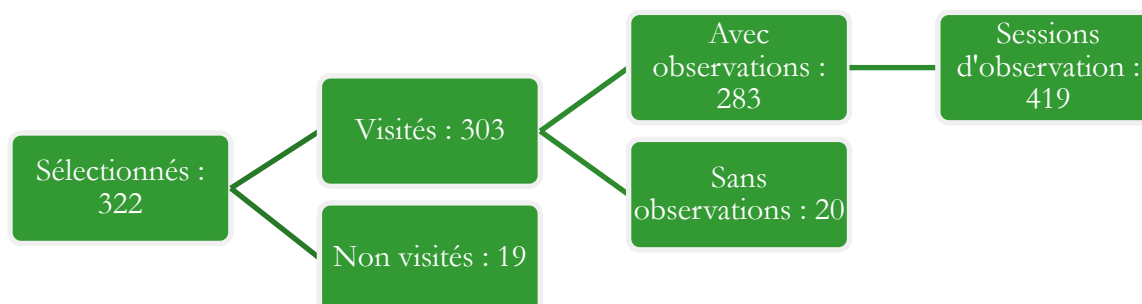 Sélectionnés :
322
Visités : 303
Non visités : 19
Avec
observations :
283
Sans
observations : 20
Sessions
d'observation :
419